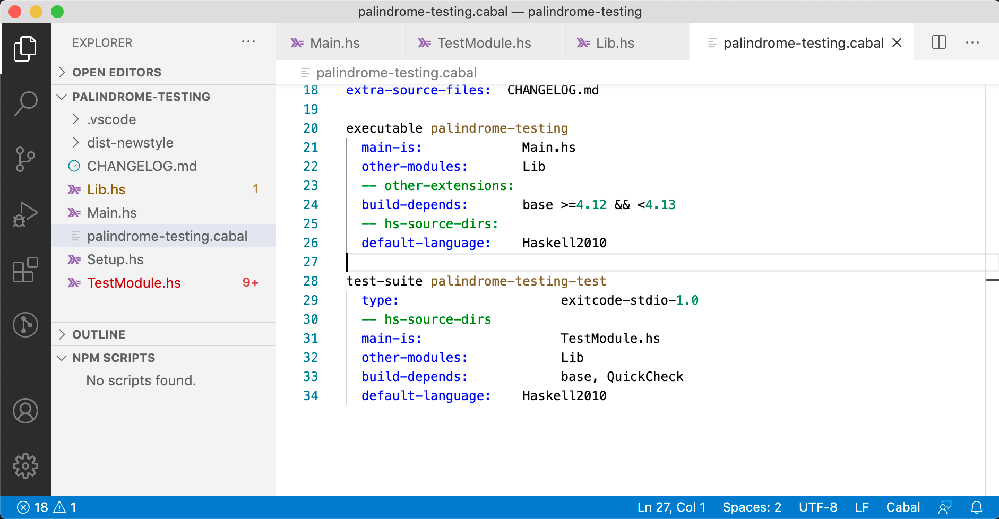 palindrome-testing.cabal — palindrome-testing
EXPLORER ···
Main.hs TestModule.hs Lib.hs palindrome-testing.cabal ···
OPEN EDITORS
palindrome-testing.cabal
PALINDROME-TESTING
.vscode
dist-newstyle
CHANGELOG.md
Lib.hs 1
Main.hs
palindrome-testing.cabal
Setup.hs
TestModule.hs 9+
OUTLINE
NPM SCRIPTS
No scripts found.
18 extra-source-files: CHANGELOG.md
19
20 executable palindrome-testing
21 main-is: Main.hs
22 other-modules: Lib
23 -- other-extensions:
24 build-depends: base >=4.12 && <4.13
25 -- hs-source-dirs:
26 default-language: Haskell2010
27
28 test-suite palindrome-testing-test
29 type: exitcode-stdio-1.0
30 -- hs-source-dirs
31 main-is: TestModule.hs
32 other-modules: Lib
33 build-depends: base, QuickCheck
34 default-language: Haskell2010
18 1 Ln 27, Col 1 Spaces: 2 UTF-8 LF Cabal